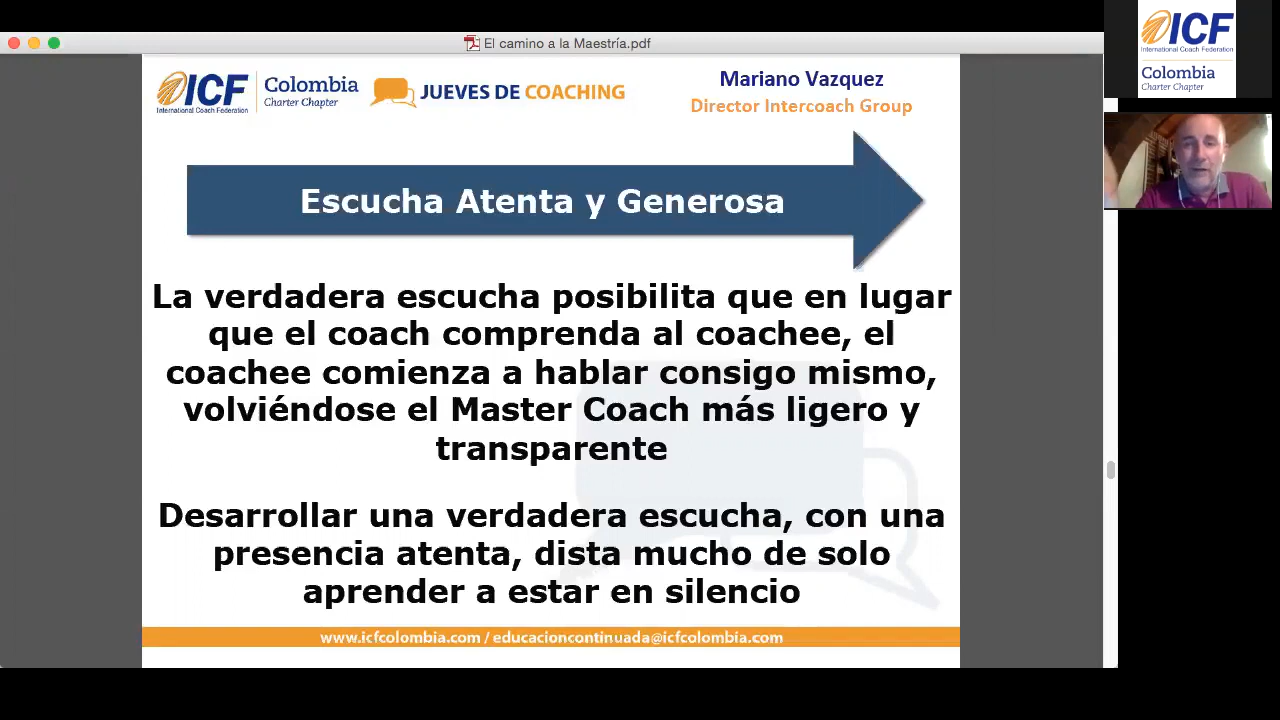 El camino a la Maestría.pdf
ICF
International Coach Federation
Colombia
Charter Chapter
JUEVES DE COACHING
Mariano Vazquez
Director Intercoach Group
Escucha Atenta y Generosa
La verdadera escucha posibilita que en lugar
que el coach comprenda al coachee, el
coachee comienza a hablar consigo mismo,
volviéndose el Master Coach más ligero y
transparente
Desarrollar una verdadera escucha, con una
presencia atenta, dista mucho de solo
aprender a estar en silencio
www.icfcolombia.com / educacioncontinuada@icfcolombia.com
ICF
International Coach Federation
Colombia
Charter Chapter